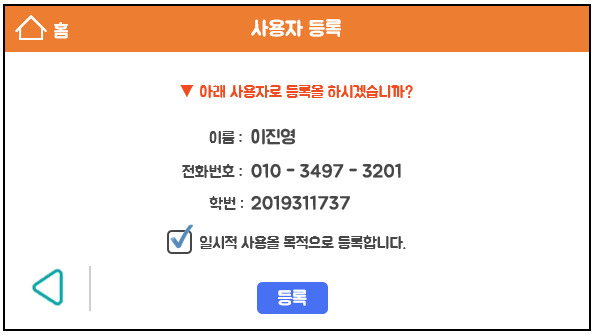 홈
사용자 등록
▼ 아래 사용자로 등록을 하시겠습니까?
이름 : 이진영
전화번호 : 010 - 3497 - 3201
학번 : 2019311737
일시적 사용을 목적으로 등록합니다.
등록